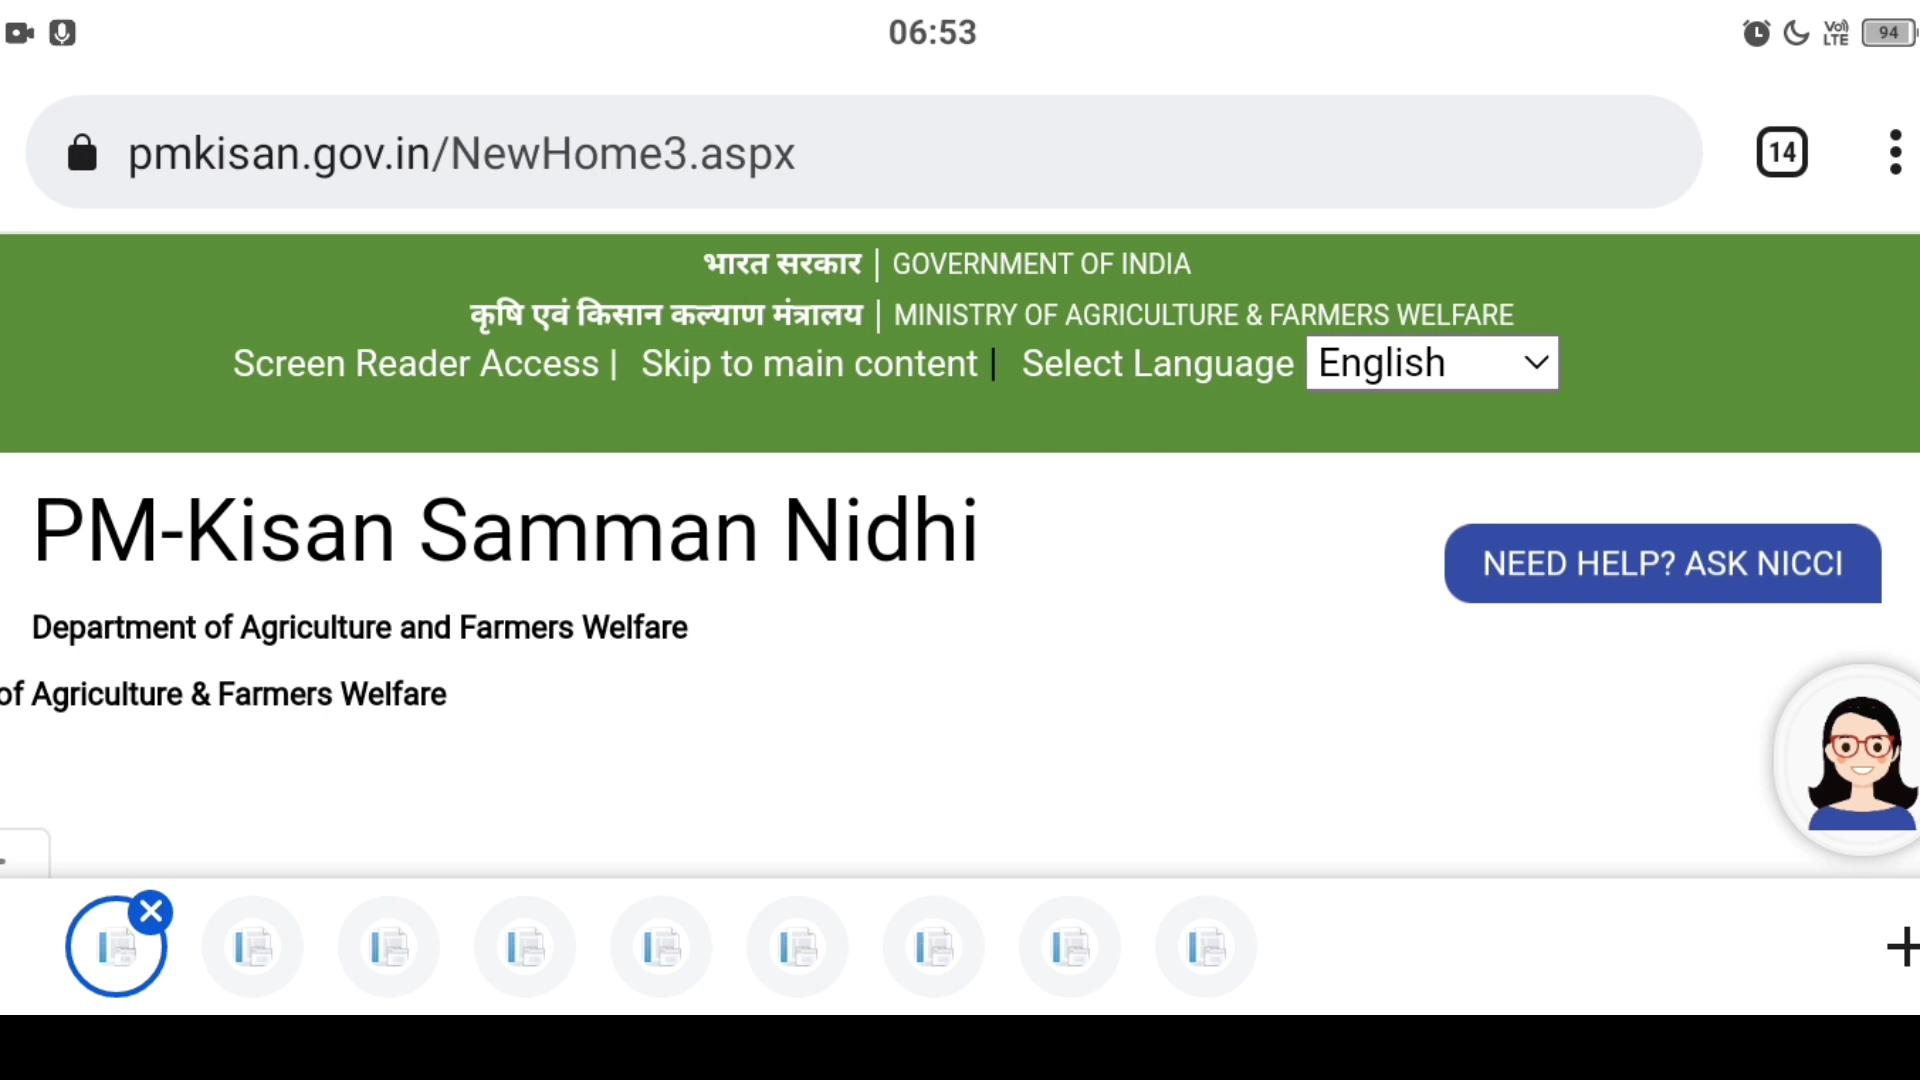 06:53
Vo) LTE
94
pmkisan.gov.in/NewHome3.aspx
14
भारत सरकार | GOVERNMENT OF INDIA
कृषि एवं किसान कल्याण मंत्रालय | MINISTRY OF AGRICULTURE & FARMERS WELFARE
Screen Reader Access | Skip to main content | Select Language English
PM-Kisan Samman Nidhi
NEED HELP? ASK NICCI
Department of Agriculture and Farmers Welfare
of Agriculture & Farmers Welfare